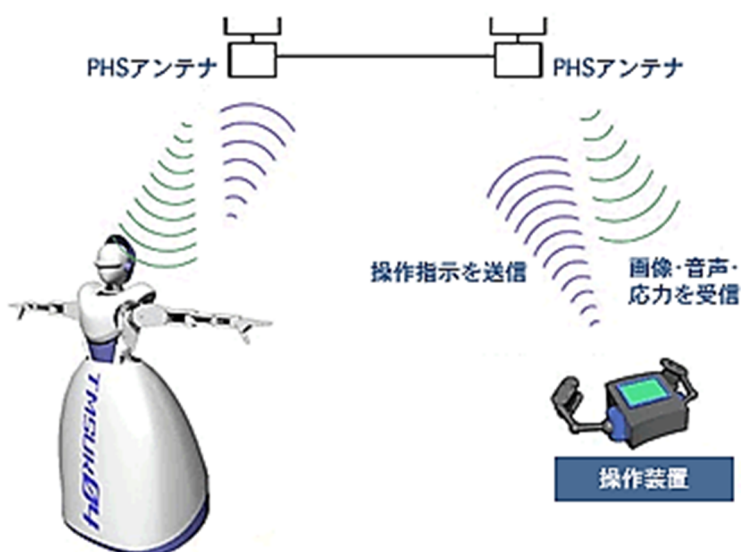 PHSアンテナ
PHSアンテナ
操作指示を送信
画像・音声・
応力を受信
TMSUK04
操作装置